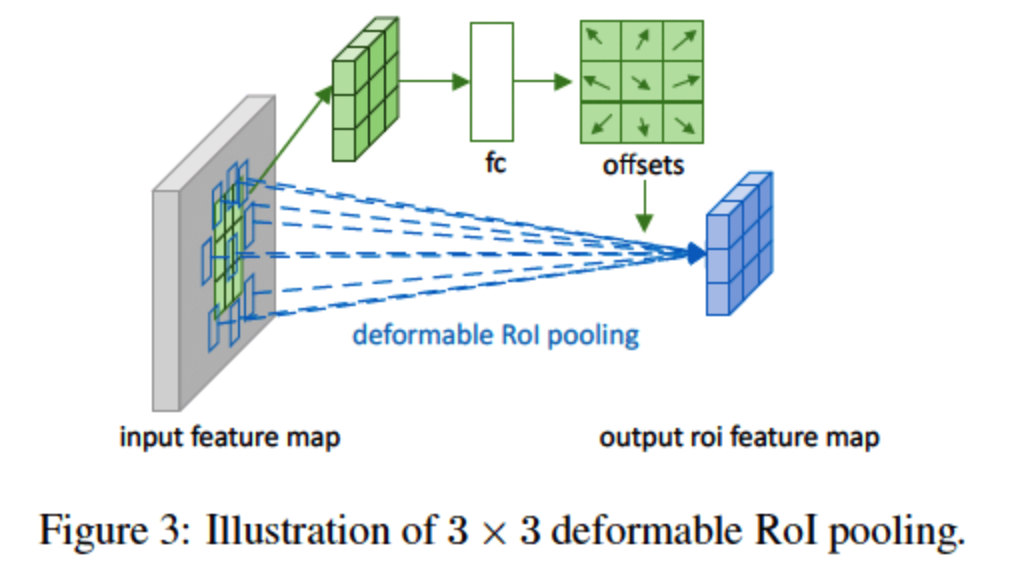 fc
offsets
deformable RoI pooling
input feature map
output roi feature map
Figure 3: Illustration of 3 × 3 deformable RoI pooling.